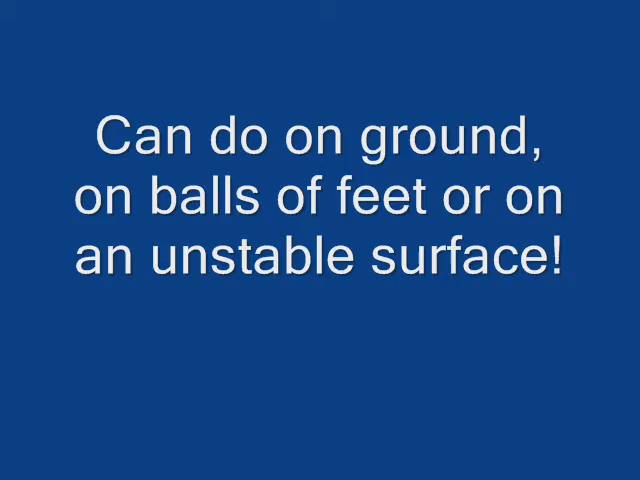 Can do on ground,
on balls of feet or on
an unstable surface!